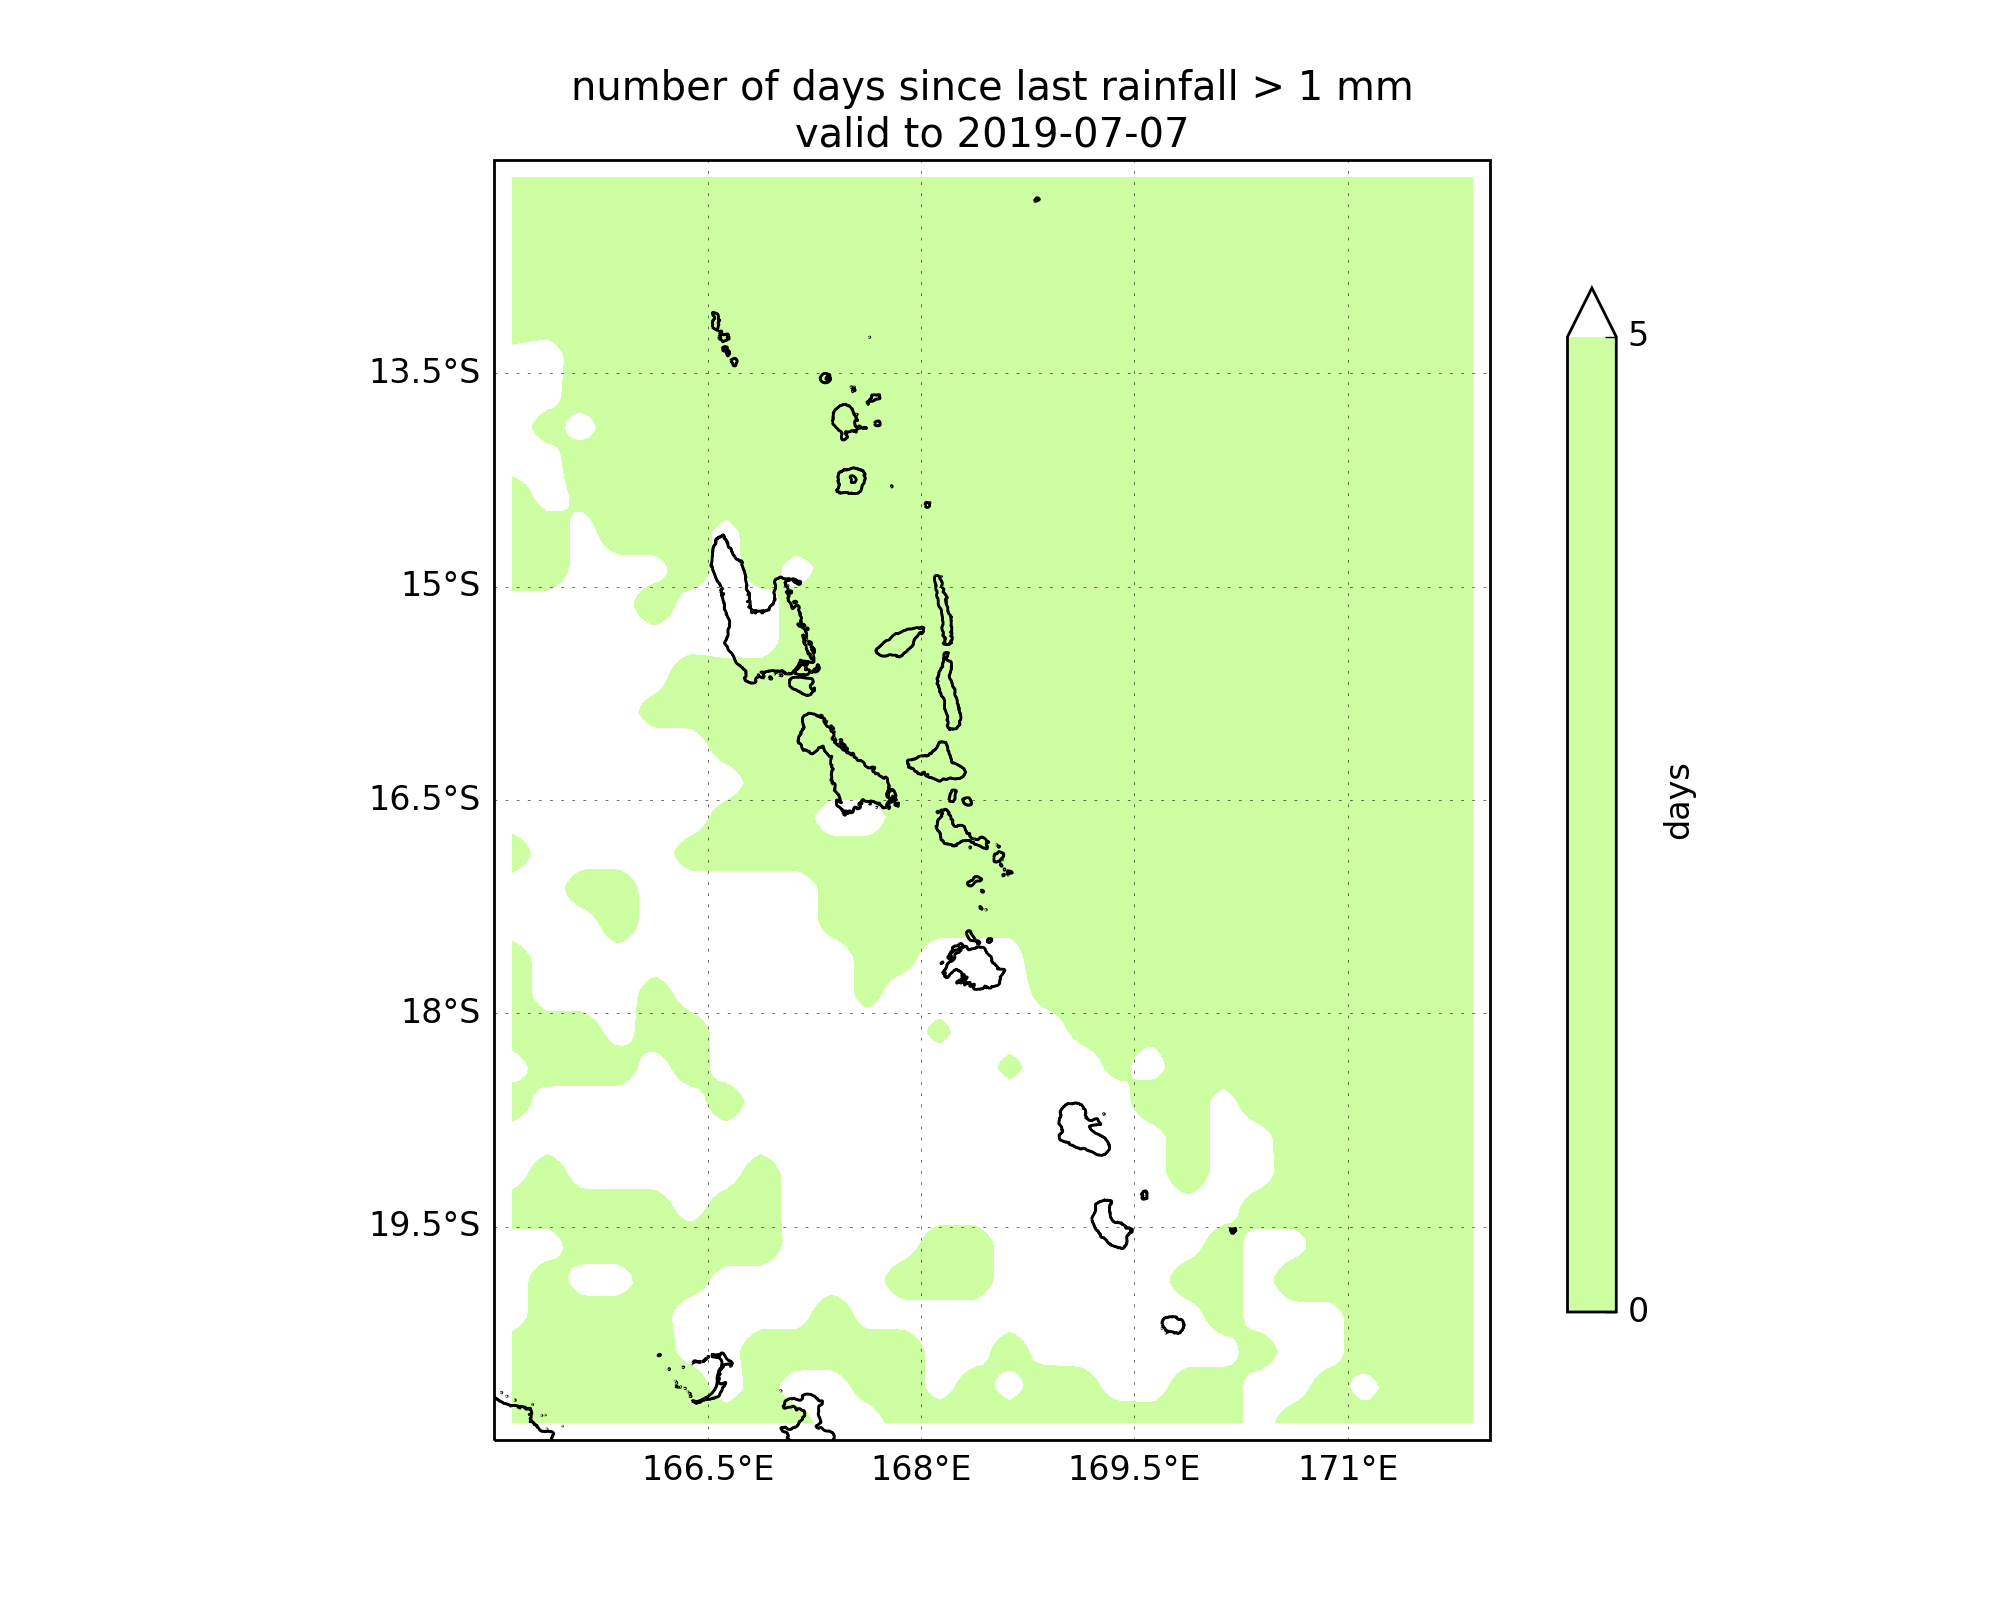 number of days since last rainfall > 1 mm
valid to 2019-07-07
13.5°S
15°S
16.5°S
18°S
19.5°S
166.5°E
168°E
169.5°E
171°E
5
0
days